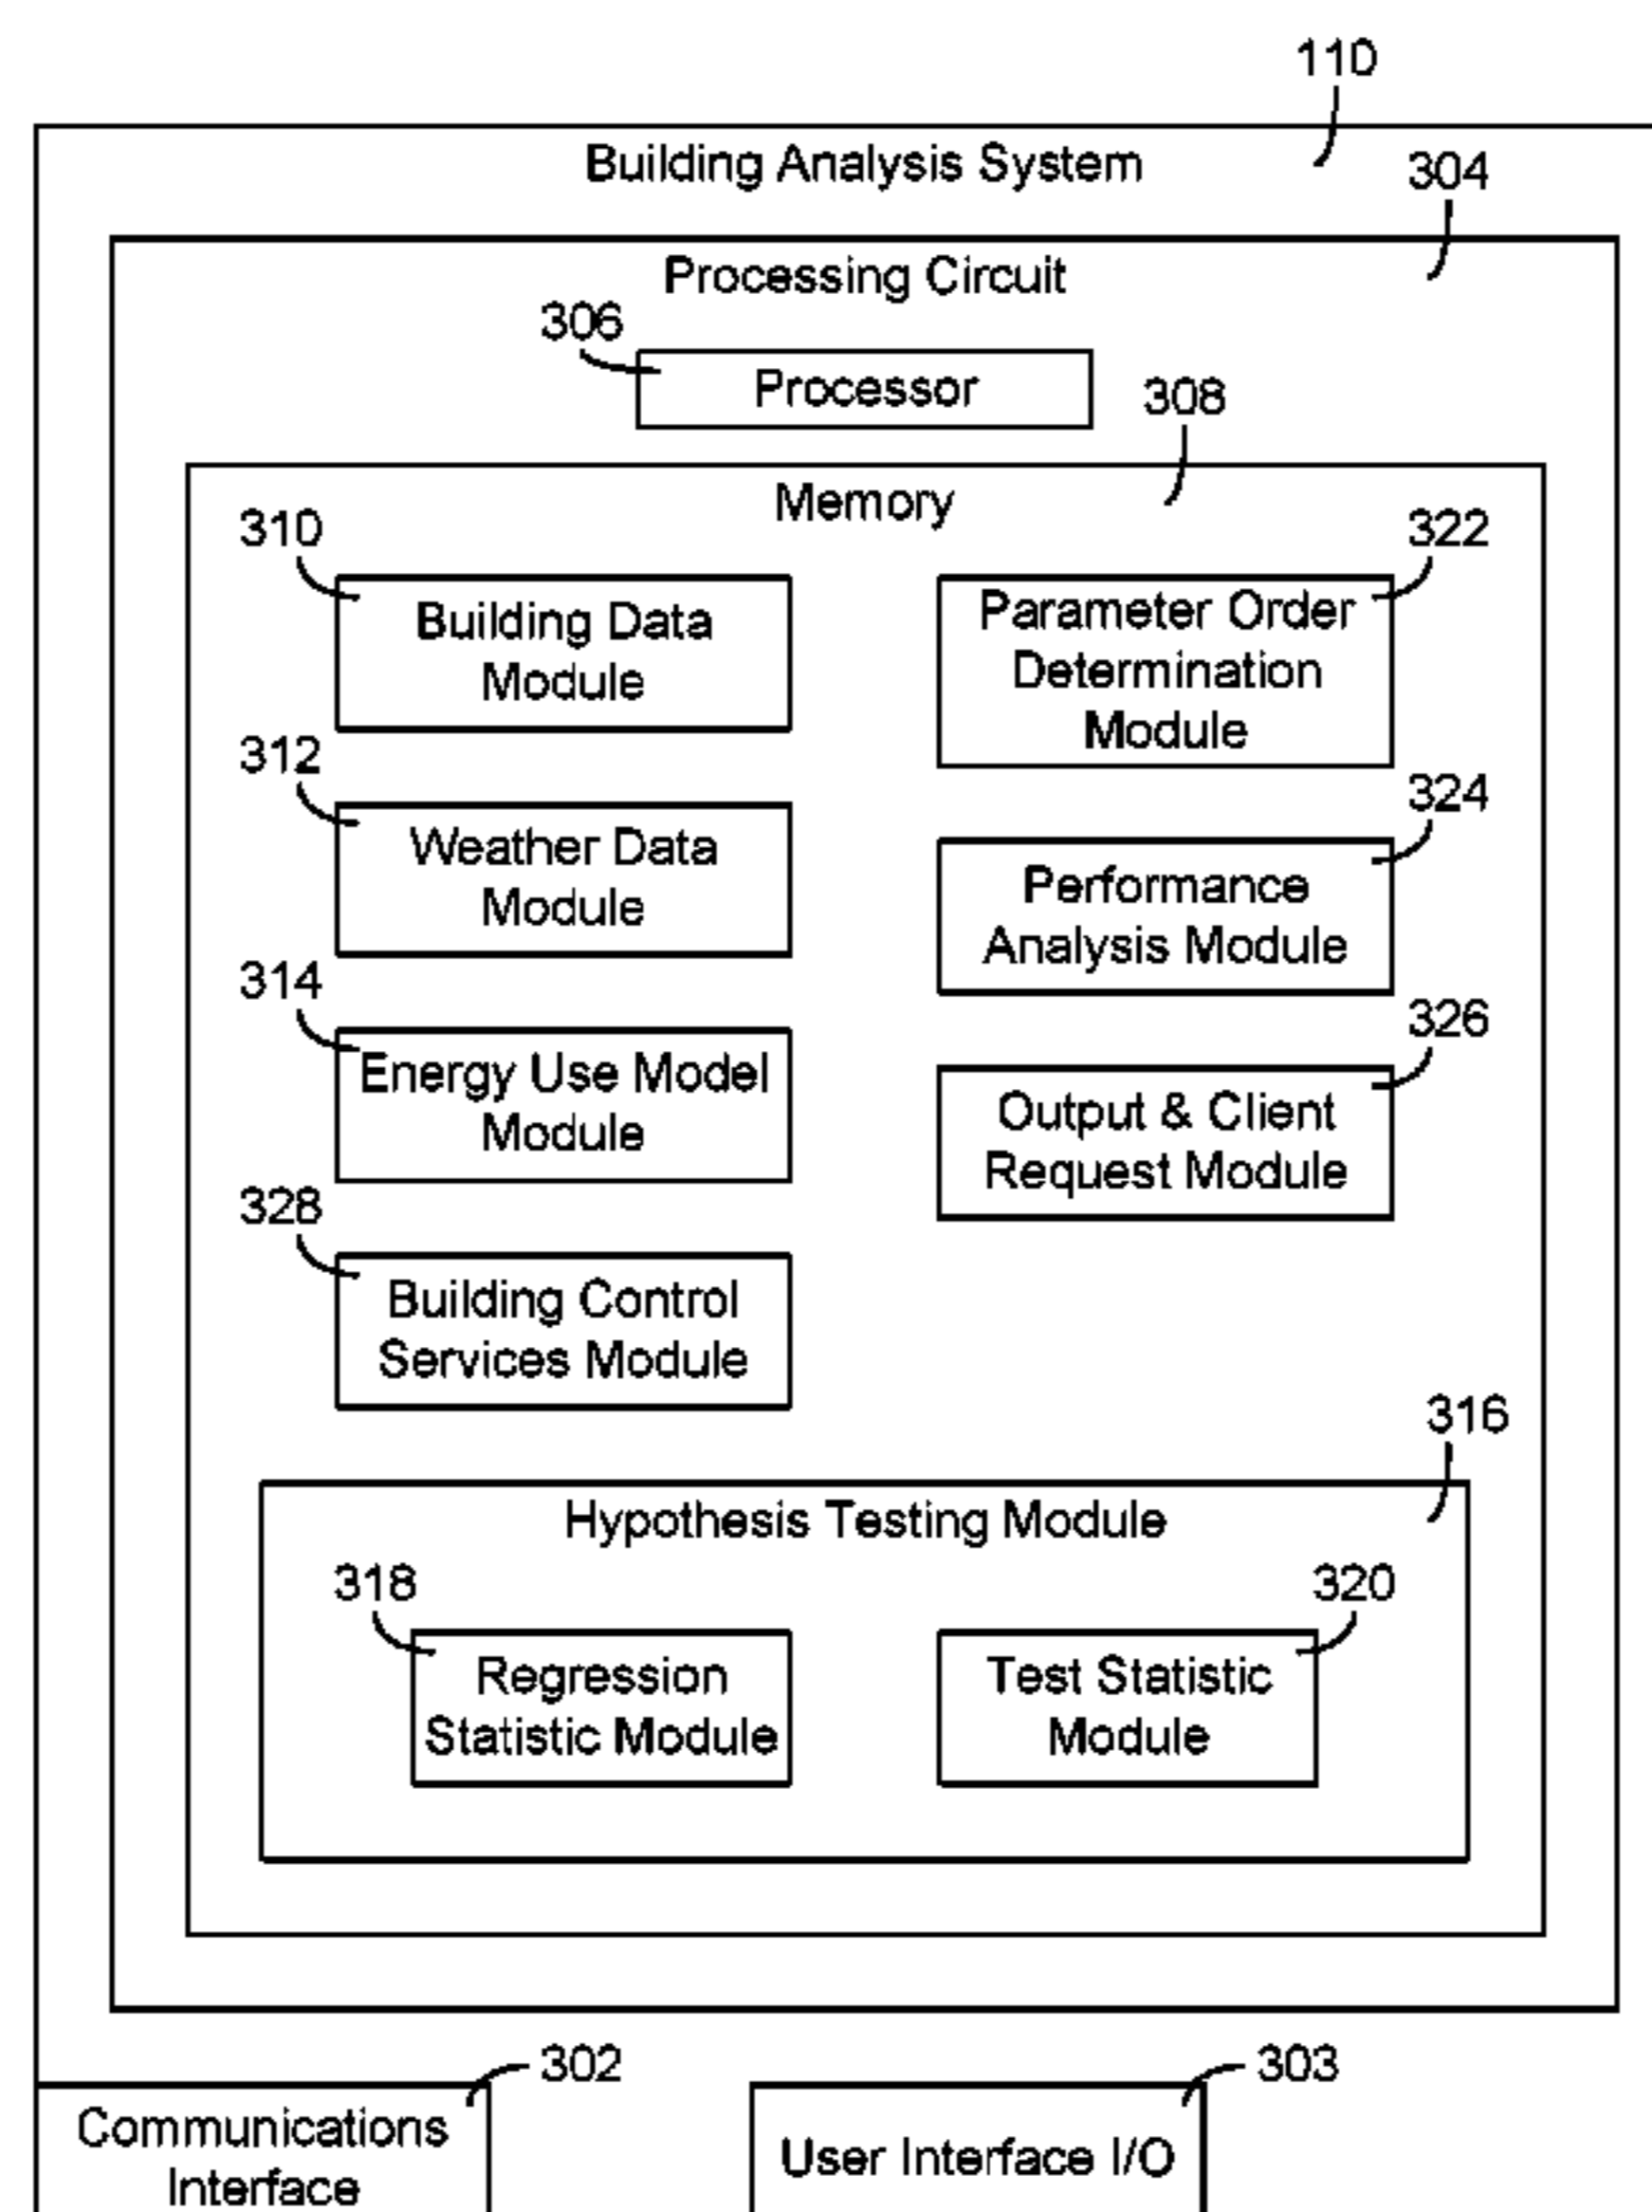 110
Building Analysis System
304
Processing Circuit
306
Processor
308
Memory
310
Building Data
Module
322
Parameter Order
Determination
Module
312
Weather Data
Module
324
Performance
Analysis Module
314
Energy Use Model
Module
326
Output & Client
Request Module
328
Building Control
Services Module
316
Hypothesis Testing Module
318
Regression
Statistic Module
320
Test Statistic
Module
302
Communications
Interface
303
User Interface I/O